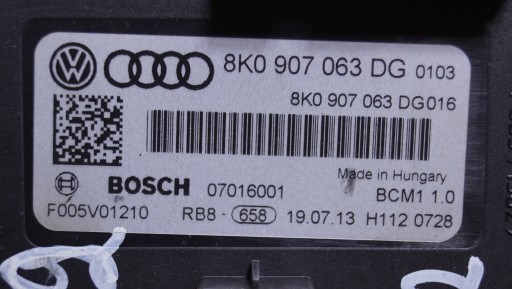 8K0 907 063 DG 0103
8K0 907 063 DG016
Made in Hungary
BOSCH 07016001 BCM1 1.0
F005V01210 RB8 - 658 19.07.13 H112 0728